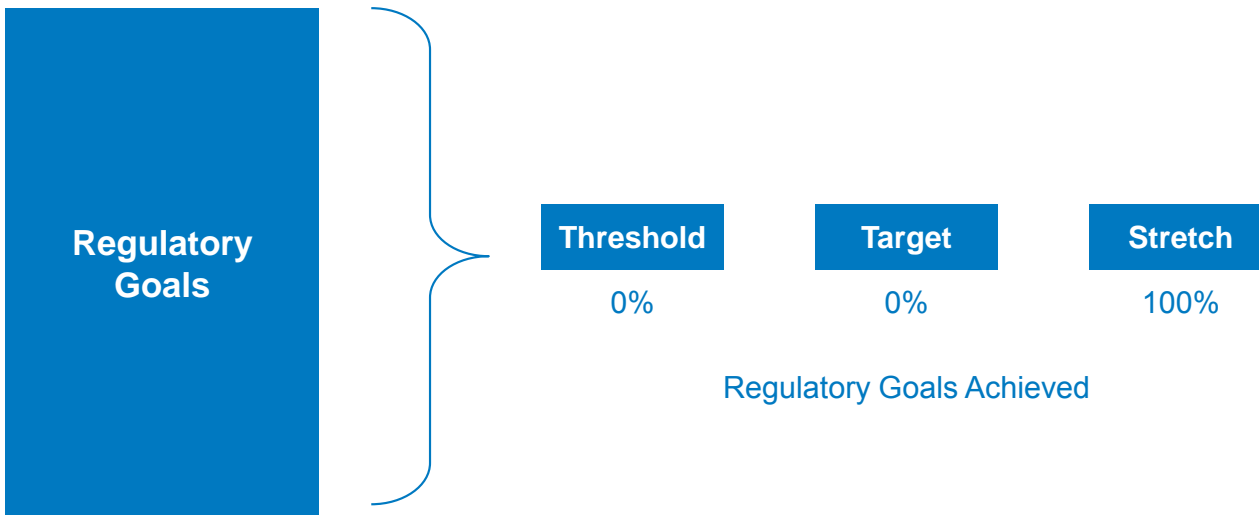 Regulatory
Goals
Threshold
Target
Stretch
0%
0%
100%
Regulatory Goals Achieved